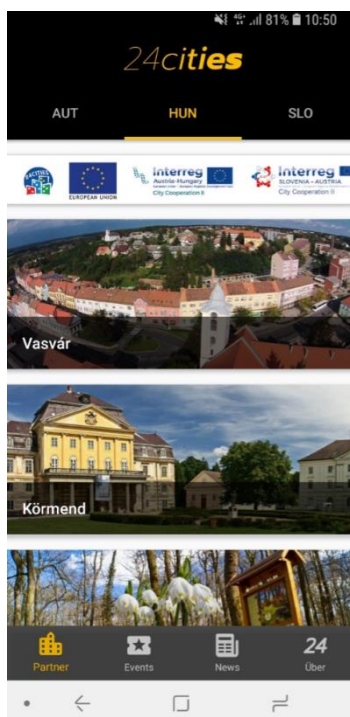 81% 10:50
24cities
AUT HUN SLO
EUROPEAN UNION
Interreg
Austria-Hungary
City Cooperation II
Interreg
SLOVENIA - AUSTRIA
City Cooperation II
Vasvár
Körmend
Partner Events News 24 Über